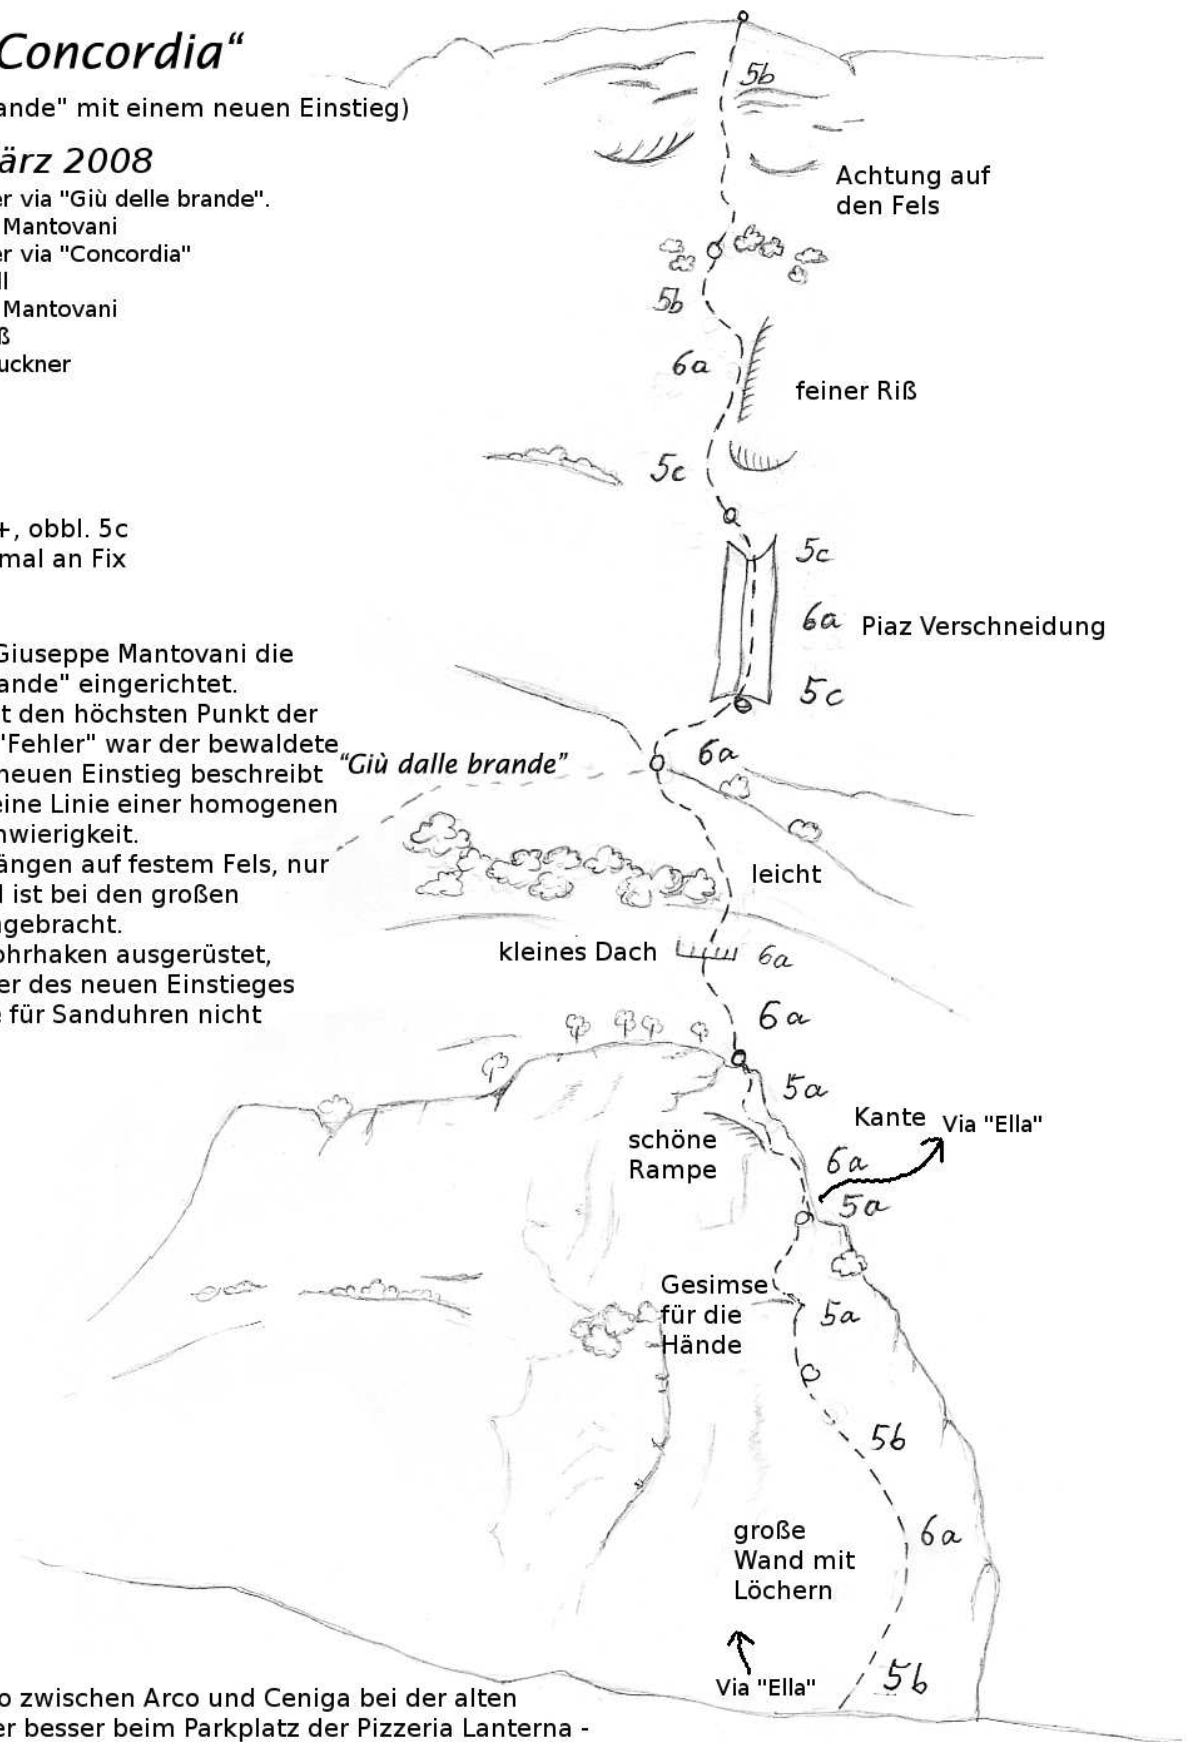 Concordia“
ande" mit einem neuen Einstieg)
ärz 2008
er via "Giù delle brande".
Mantovani
er via "Concordia"
ll
Mantovani
ß
uckner
+, obbl. 5c
mal an Fix
Giuseppe Mantovani die
ande" eingerichtet.
t den höchsten Punkt der
"Fehler" war der bewaldete
neuen Einstieg beschreibt
eine Linie einer homogenen
hwierigkeit.
ängen auf festem Fels, nur
l ist bei den großen
ngebracht.
ohrhaken ausgerüstet,
er des neuen Einstieges
e für Sanduhren nicht
5b
Achtung auf
den Fels
5b
6a
feiner Riß
5c
5c
6a Piaz Verschneidung
5c
6a
“Giù dalle brande”
leicht
kleines Dach 6a
6a
5a
Kante Via "Ella"
schöne
Rampe
6a
5a
Gesimse
für die
Hände
5a
5b
6a
große
Wand mit
Löchern
Via "Ella"
5b
o zwischen Arco und Ceniga bei der alten
er besser beim Parkplatz der Pizzeria Lanterna -